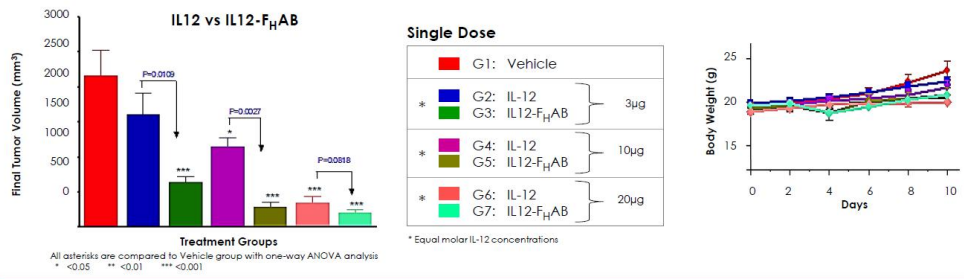 IL12 vs IL12-FHAB
Final Tumor Volume (mm³)
3000
2500
2000
1500
1000
500
0
P=0.0109
P=0.0027
P=0.0818
***
*
***
***
***
Treatment Groups
All asterisks are compared to Vehicle group with one-way ANOVA analysis
* <0.05 ** <0.01 *** <0.001
Single Dose
G1: Vehicle
* G2: IL-12
G3: IL12-FHAB
3µg
* G4: IL-12
G5: IL12-FHAB
10µg
* G6: IL-12
G7: IL12-FHAB
20µg
* Equal molar IL-12 concentrations
Body Weight (g)
25
20
15
0 2 4 6 8 10
Days